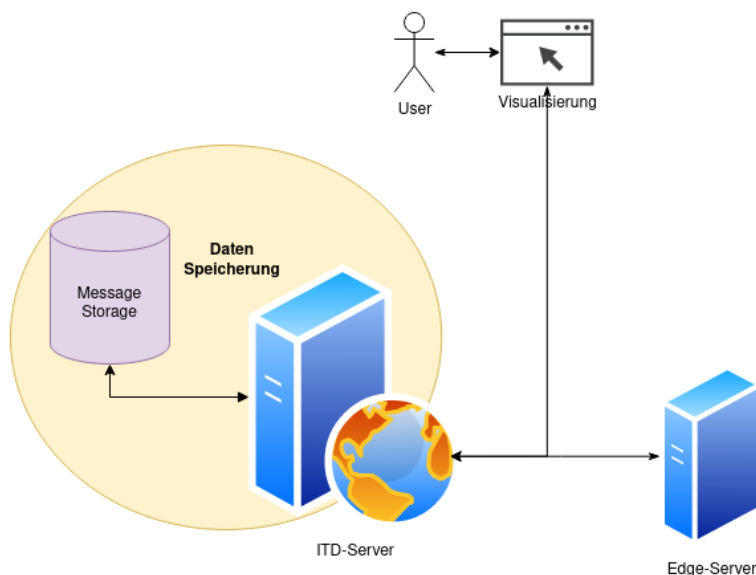 User
Visualisierung
Daten
Speicherung
Message
Storage
ITD-Server
Edge-Server